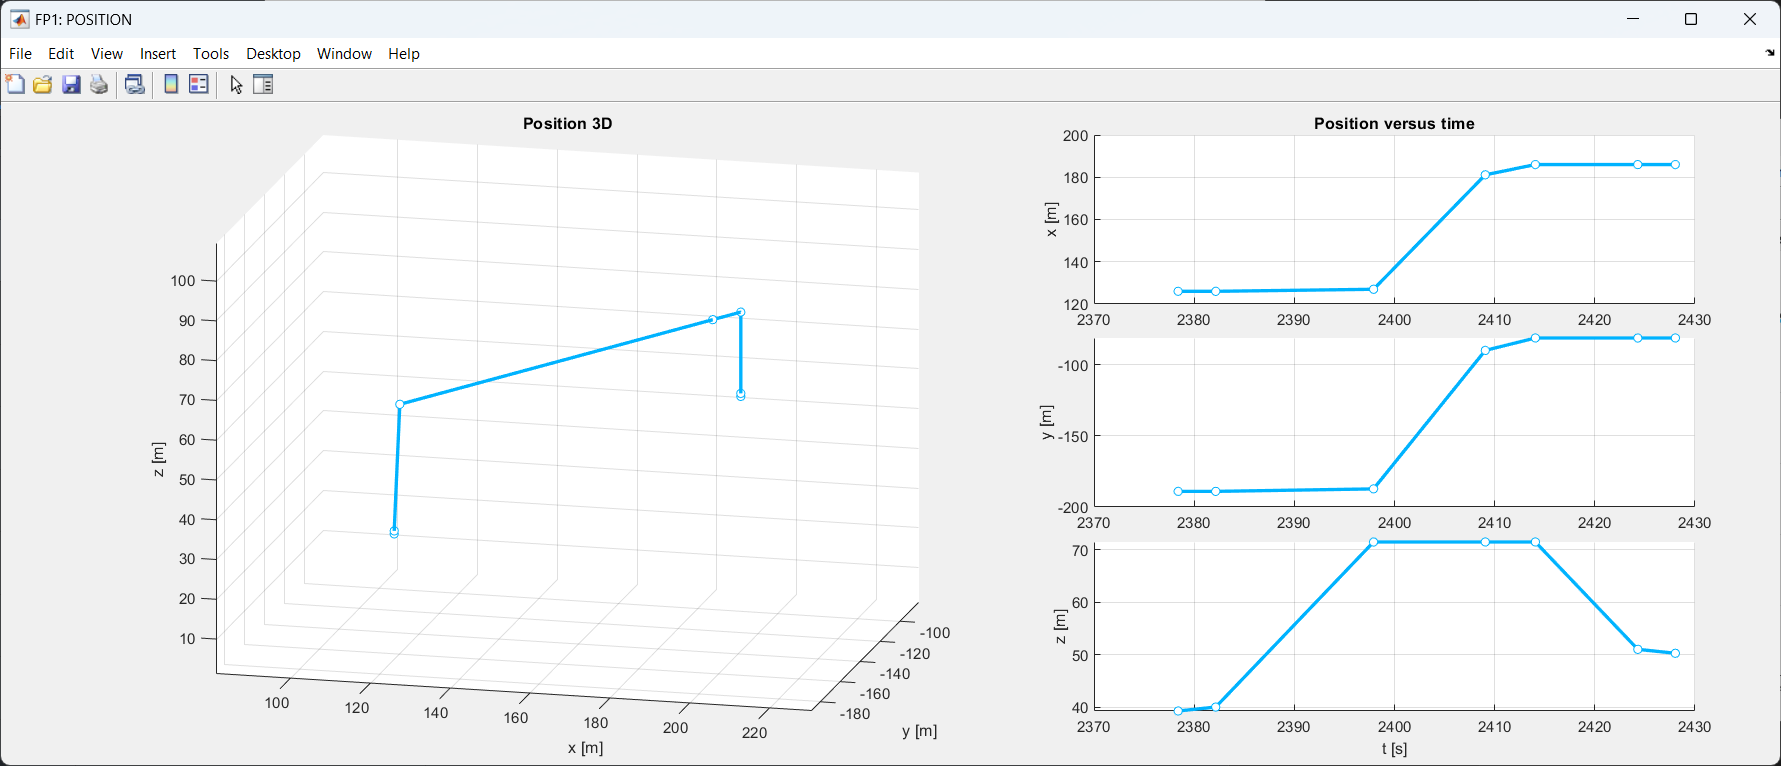 FP1: POSITION
File Edit View Insert Tools Desktop Window Help
Position 3D
100
90
80
70
60
50
40
30
20
10
z [m]
100 120 140 160 180 200 220
x [m]
-100
-120
-140
-160
-180
y [m]
Position versus time
200
180
160
140
120
x [m]
2370 2380 2390 2400 2410 2420 2430
-100
-150
-200
y [m]
2370 2380 2390 2400 2410 2420 2430
70
60
50
40
z [m]
2370 2380 2390 2400 2410 2420 2430
t [s]